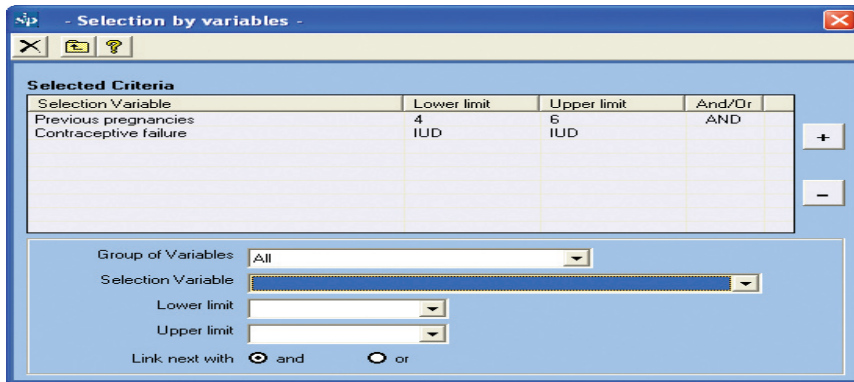 sip - Selection by variables -
Selected Criteria
Selection Variable Lower limit Upper limit And/Or
Previous pregnancies 4 6 AND
Contraceptive failure IUD IUD
+
-
Group of Variables All
Selection Variable
Lower limit
Upper limit
Link next with and or